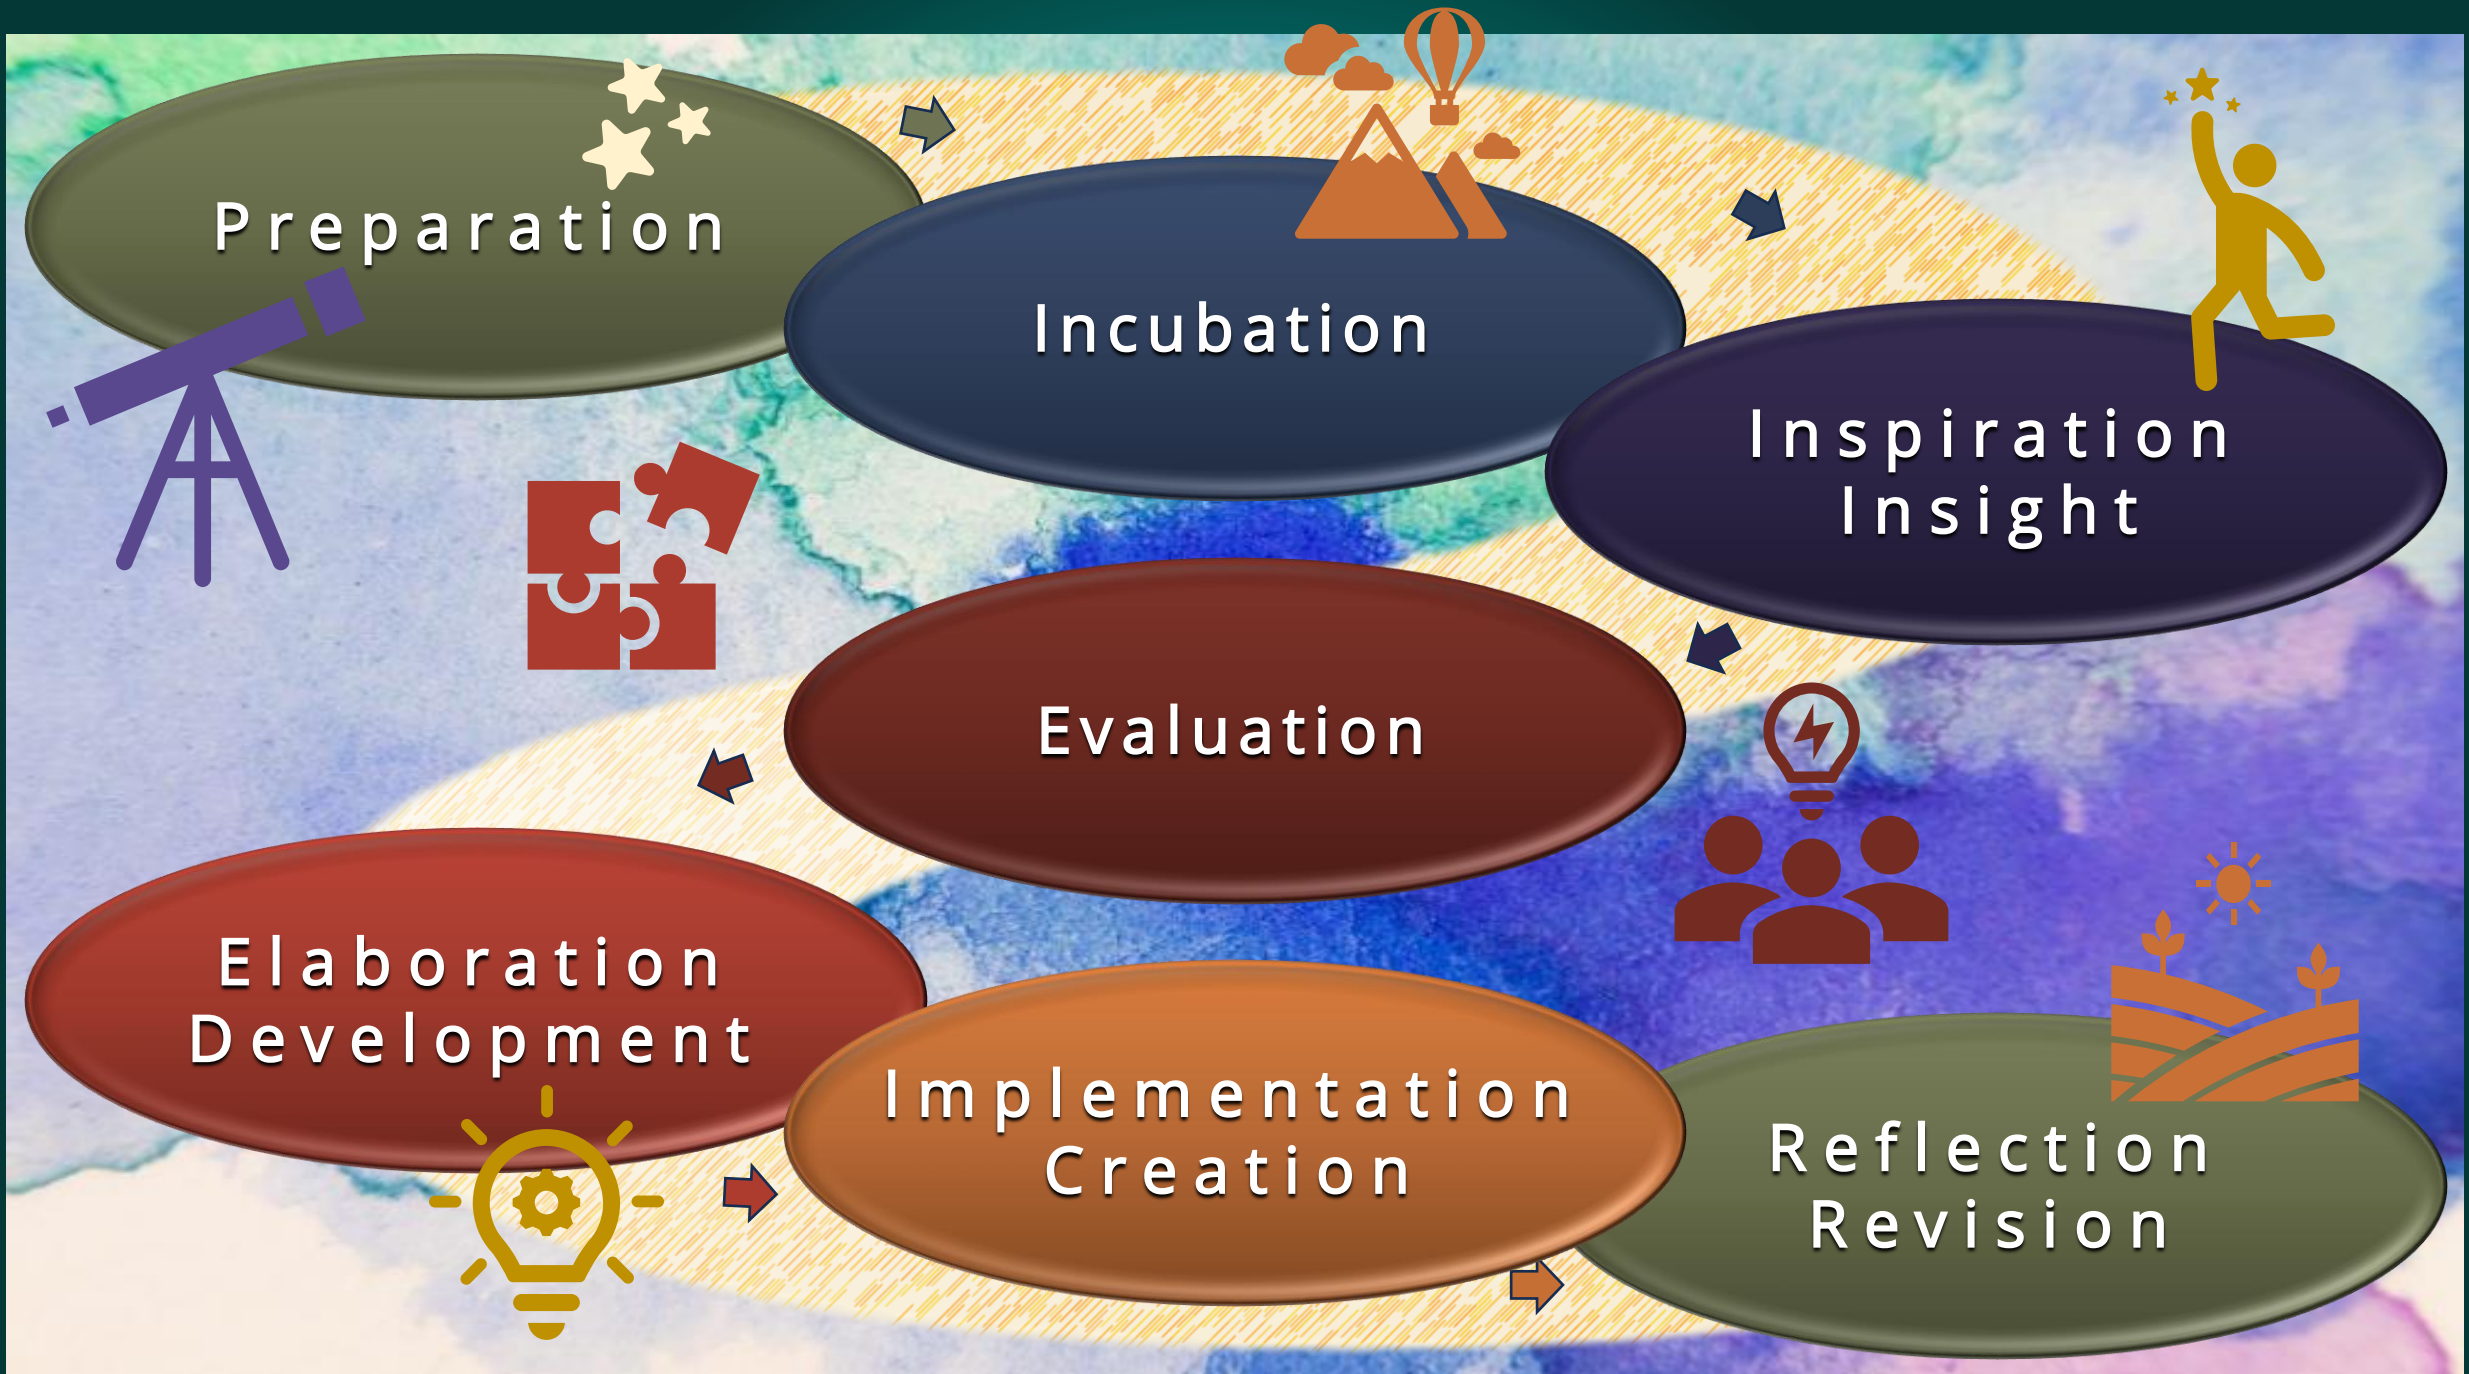 Preparation
Incubation
Inspiration
Insight
Evaluation
Elaboration
Development
Implementation
Creation
Reflection
Revision